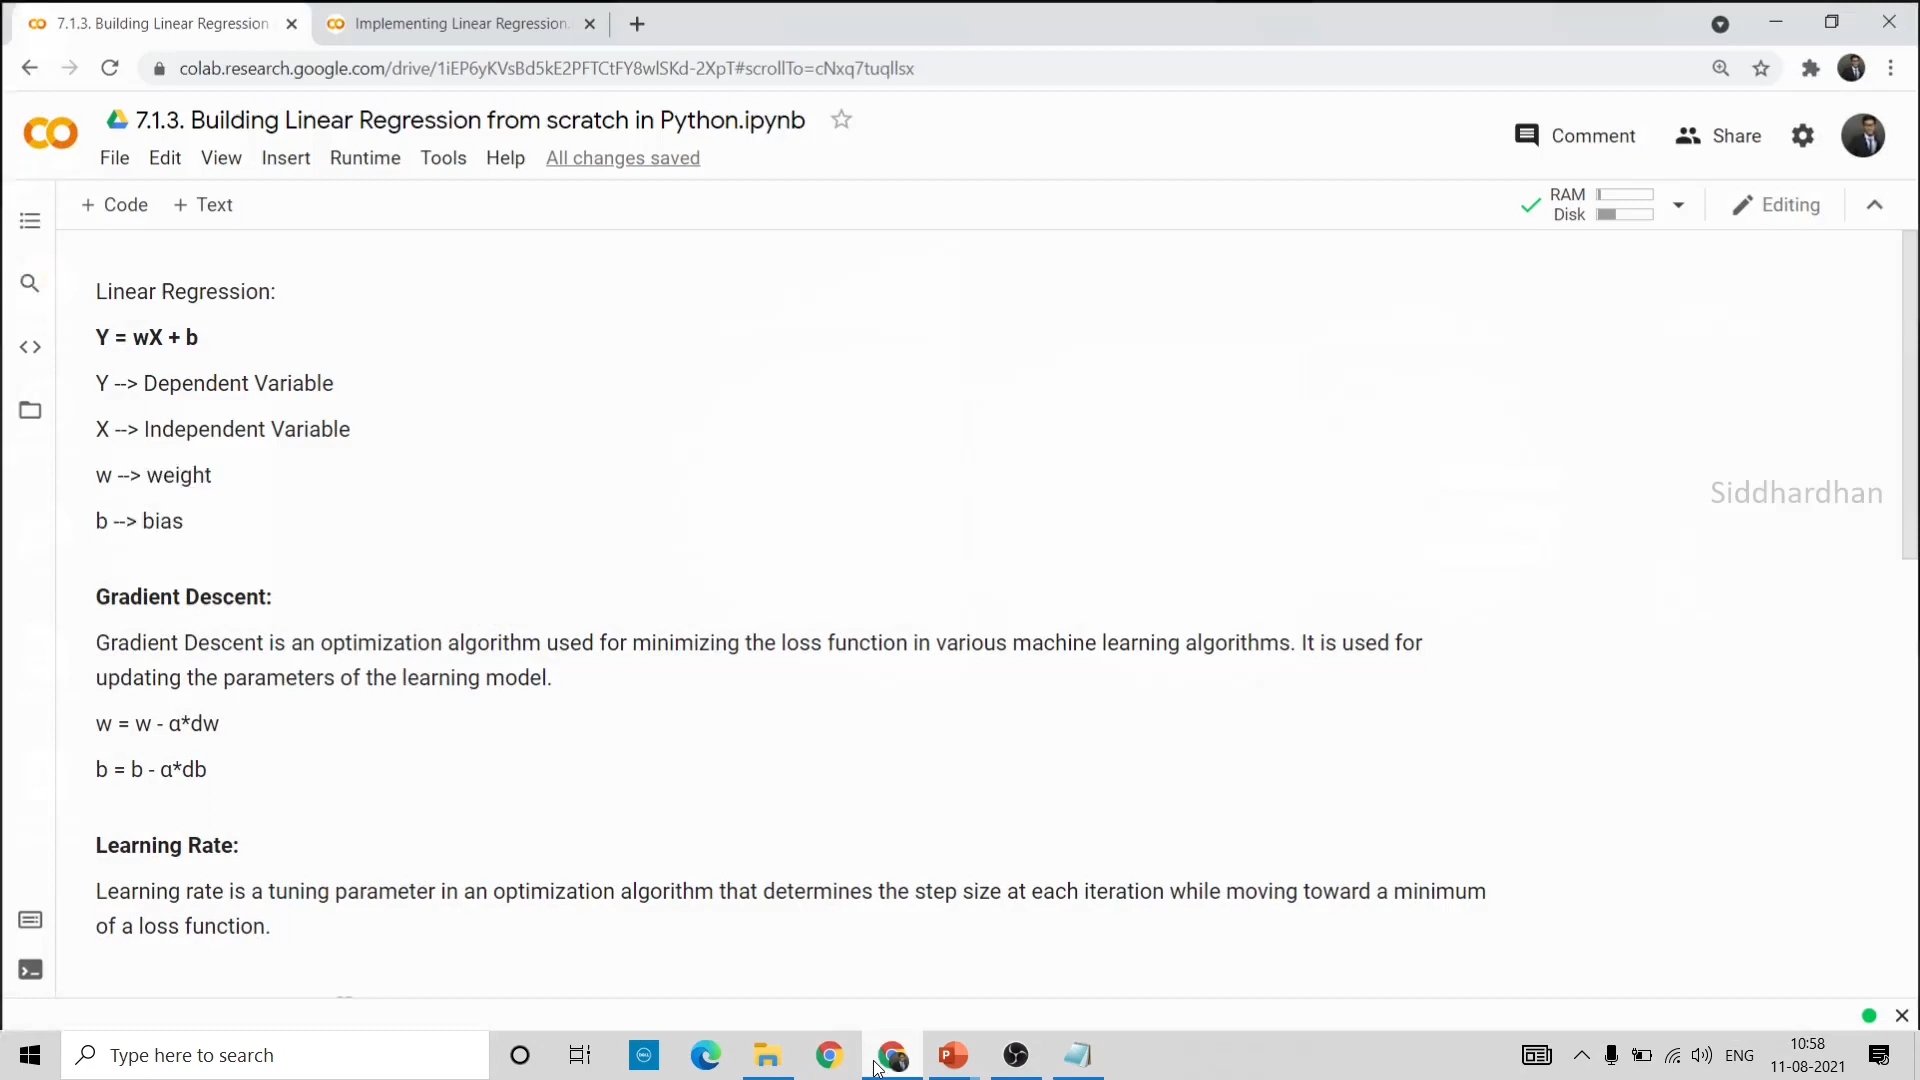 7.1.3. Building Linear Regression
Implementing Linear Regression.
colab.research.google.com/drive/1iEP6yKVsBd5kE2PFTCtFY8wlSKd-2XpT#scrollTo=cNxq7tuqllsx
7.1.3. Building Linear Regression from scratch in Python.ipynb
Comment Share
File Edit View Insert Runtime Tools Help All changes saved
+ Code + Text
RAM
Disk
Editing
Linear Regression:
Y = wX + b
Y --> Dependent Variable
X --> Independent Variable
w --> weight
b --> bias
Siddhardhan
Gradient Descent:
Gradient Descent is an optimization algorithm used for minimizing the loss function in various machine learning algorithms. It is used for
updating the parameters of the learning model.
w = w - α*dw
b = b - α*db
Learning Rate:
Learning rate is a tuning parameter in an optimization algorithm that determines the step size at each iteration while moving toward a minimum
of a loss function.
Type here to search
DELL
P
ENG
10:58
11-08-2021